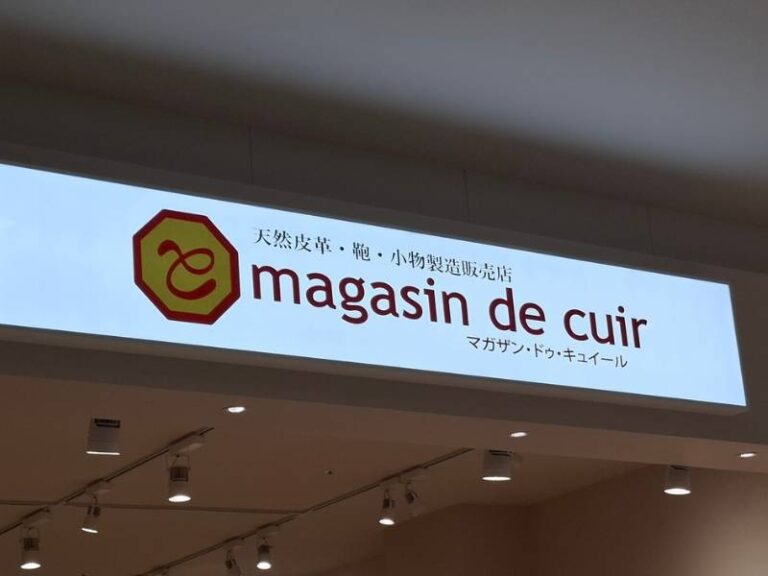 天然皮革・鞄・小物製造販売店
magasin de cuir
マガザン・ドゥ・キュイール